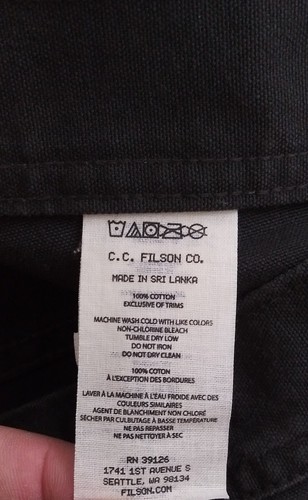 C.C. FILSON CO.
MADE IN SRI LANKA
100% COTTON
EXCLUSIVE OF TRIMS
MACHINE WASH COLD WITH LIKE COLORS
NON-CHLORINE BLEACH
TUMBLE DRY LOW
DO NOT IRON
DO NOT DRY CLEAN
100% COTON
À L'EXCEPTION DES BORDURES
LAVER À LA MACHINE À L'EAU FROIDE AVEC DES
COULEURS SIMILAIRES
AGENT DE BLANCHIMENT NON CHLORÉ
SÉCHER PAR CULBUTAGE À BASSE TEMPÉRATURE
NE PAS REPASSER
NE PAS NETTOYER À SEC
RN 39126
1741 1ST AVENUE S
SEATTLE, WA 98134
FILSON.COM